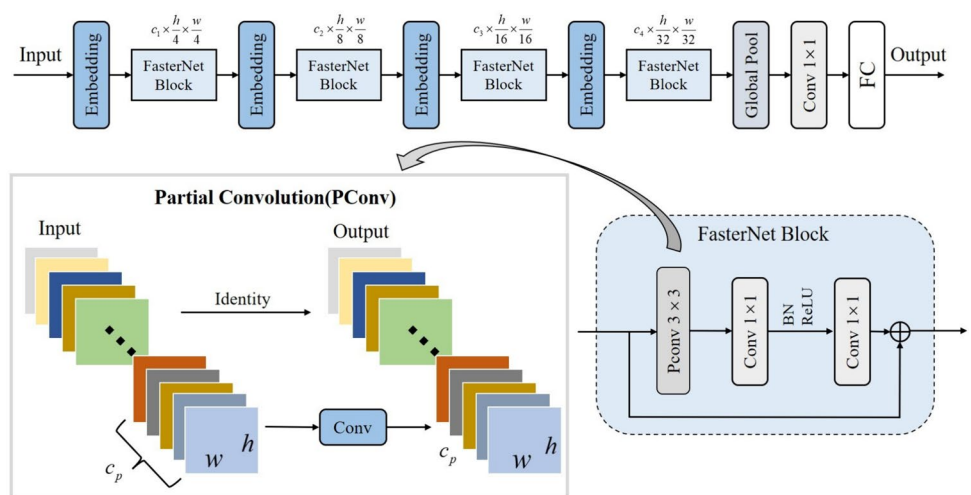 c₁ × h/4 × w/4
c₂ × h/8 × w/8
c₃ × h/16 × w/16
c₄ × h/32 × w/32
Input
Embedding
FasterNet
Block
Embedding
FasterNet
Block
Embedding
FasterNet
Block
Embedding
FasterNet
Block
Global Pool
Conv 1×1
FC
Output
Partial Convolution(PConv)
Input
Output
Identity
Conv
c_p
w
h
c_p
w
h
FasterNet Block
Pconv 3 × 3
Conv 1×1
BN
ReLU
Conv 1×1